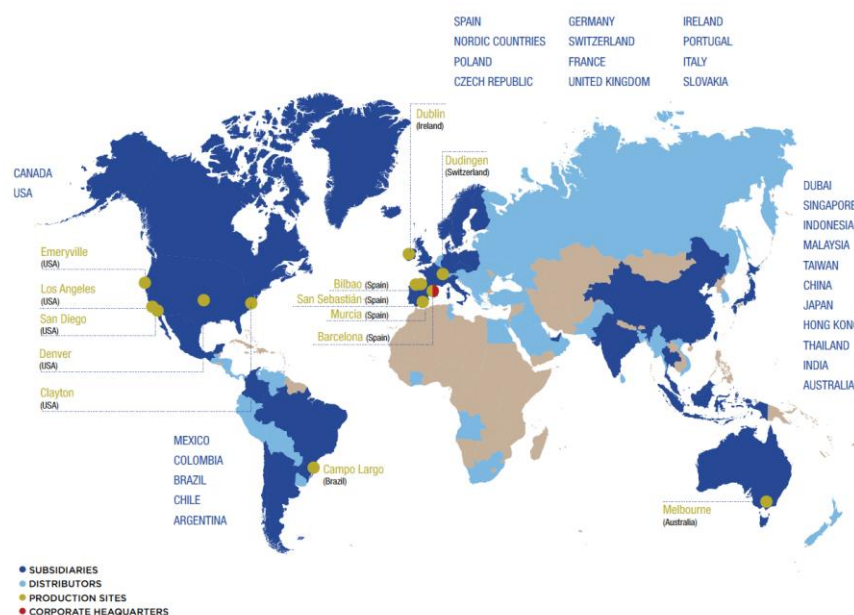 SPAIN GERMANY IRELAND
NORDIC COUNTRIES SWITZERLAND PORTUGAL
POLAND FRANCE ITALY
CZECH REPUBLIC UNITED KINGDOM SLOVAKIA
CANADA
USA
Dublin
(Ireland)
Dudingen
(Switzerland)
Emeryville
(USA)
Los Angeles
(USA)
San Diego
(USA)
Denver
(USA)
Clayton
(USA)
Bilbao (Spain)
San Sebastián (Spain)
Murcia (Spain)
Barcelona (Spain)
DUBAI
SINGAPORE
INDONESIA
MALAYSIA
TAIWAN
CHINA
JAPAN
HONG KONG
THAILAND
INDIA
AUSTRALIA
MEXICO
COLOMBIA
BRAZIL
CHILE
ARGENTINA
Campo Largo
(Brazil)
Melbourne
(Australia)
SUBSIDIARIES
DISTRIBUTORS
PRODUCTION SITES
CORPORATE HEAQUARTERS